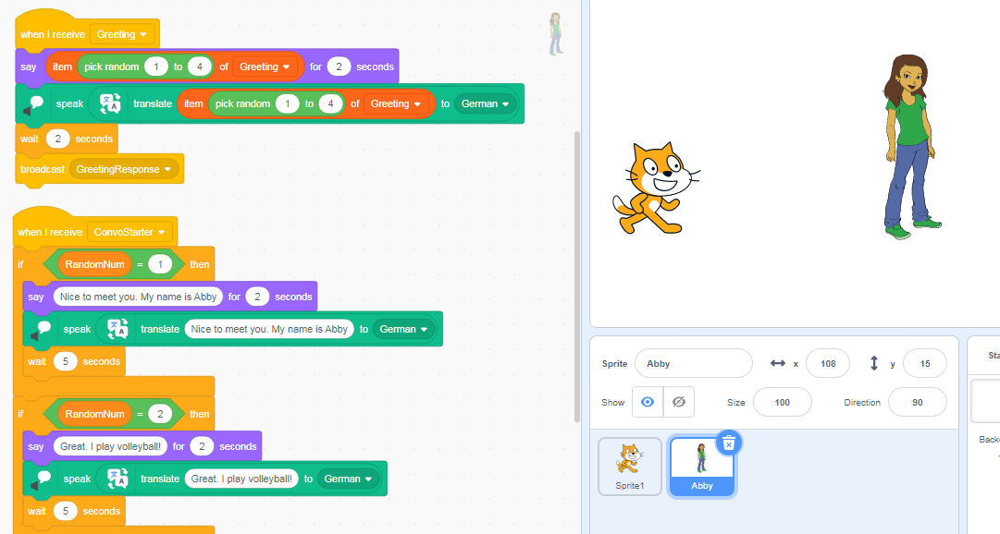 when I receive Greeting
say item pick random 1 to 4 of Greeting for 2 seconds
speak translate item pick random 1 to 4 of Greeting to German
wait 2 seconds
broadcast GreetingResponse
when I receive ConvoStarter
if RandomNum = 1 then
say Nice to meet you. My name is Abby for 2 seconds
speak translate Nice to meet you. My name is Abby to German
wait 5 seconds
if RandomNum = 2 then
say Great. I play volleyball! for 2 seconds
speak translate Great. I play volleyball! to German
wait 5 seconds
Sprite Abby x 108 y 15
Show Size 100 Direction 90
Sprite1
Abby
Sta
Backd